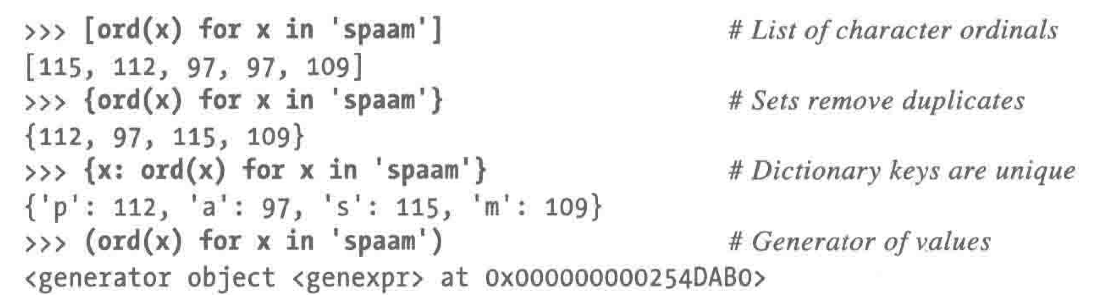 >>> [ord(x) for x in 'spaam'] # List of character ordinals
[115, 112, 97, 97, 109]
>>> {ord(x) for x in 'spaam'} # Sets remove duplicates
{112, 97, 115, 109}
>>> {x: ord(x) for x in 'spaam'} # Dictionary keys are unique
{'p': 112, 'a': 97, 's': 115, 'm': 109}
>>> (ord(x) for x in 'spaam') # Generator of values
<generator object <genexpr> at 0x000000000254DAB0>